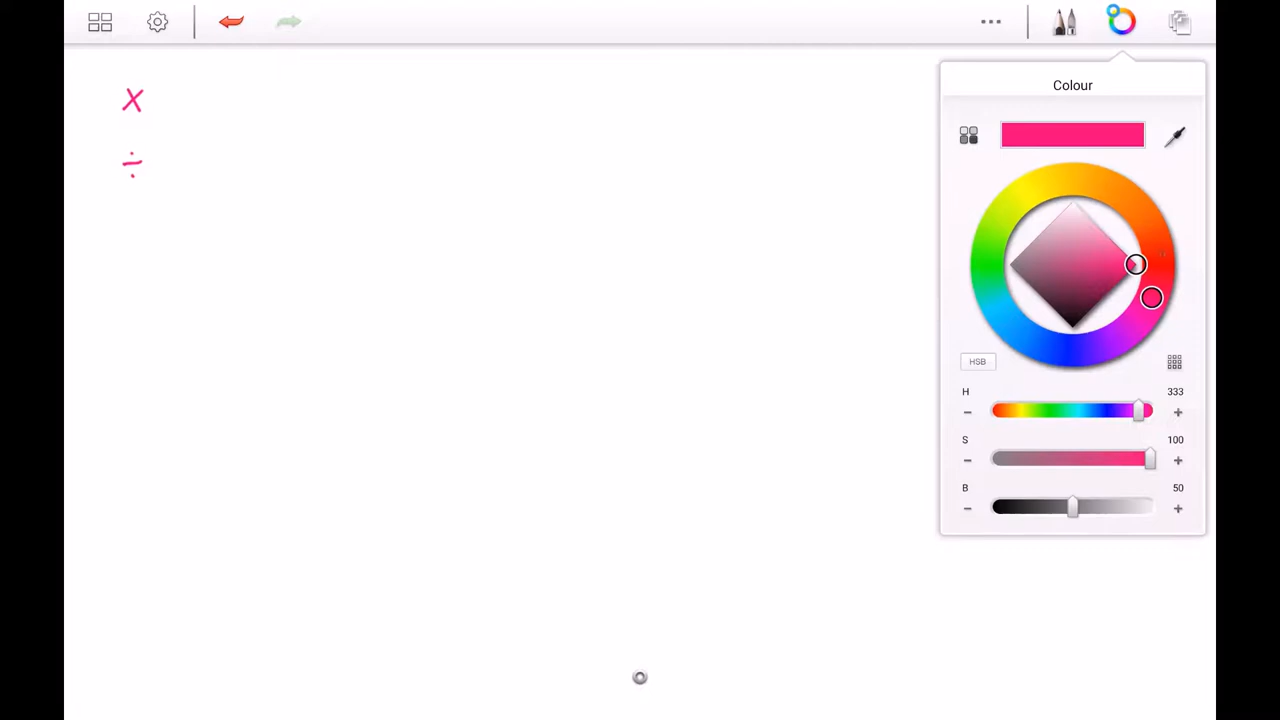 ...
Colour
×
÷
HSB
H 333
- +
S 100
- +
B 50
- +